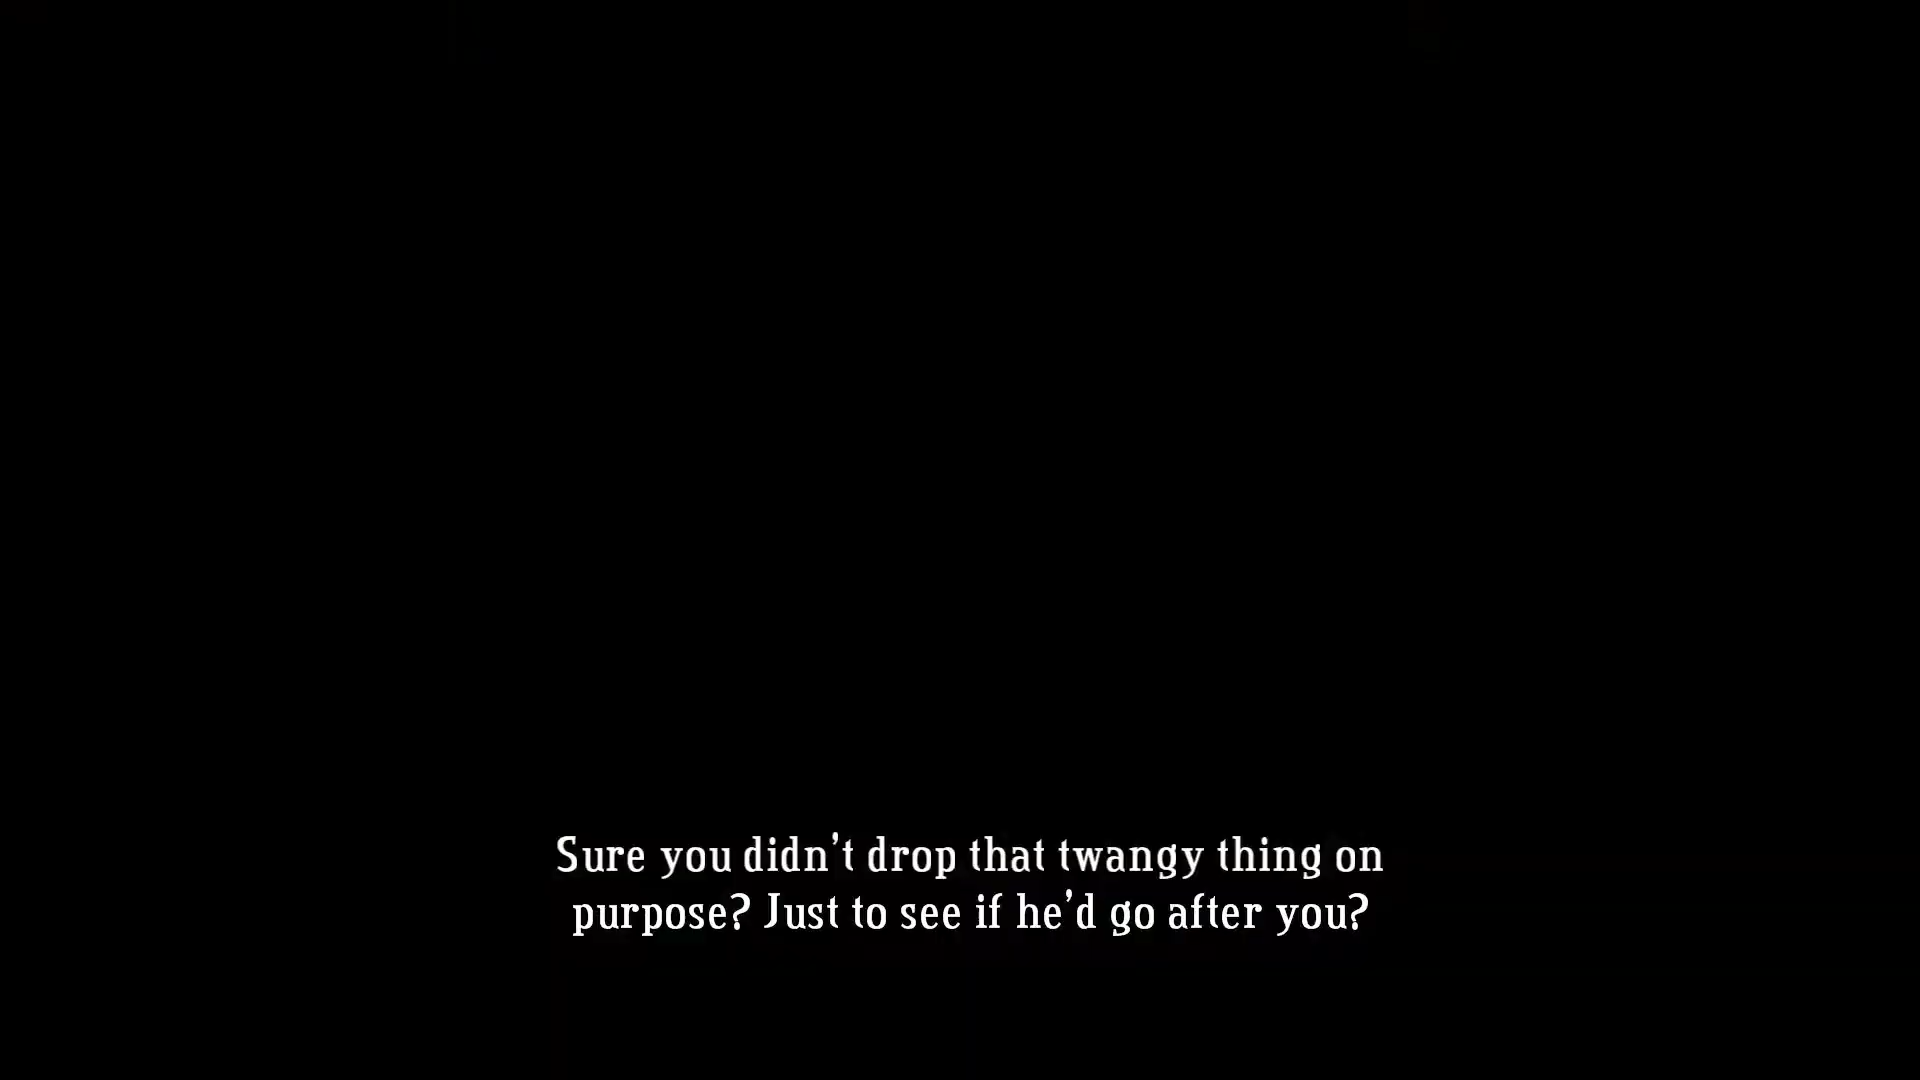 Sure you didn’t drop that twangy thing on
purpose? Just to see if he’d go after you?